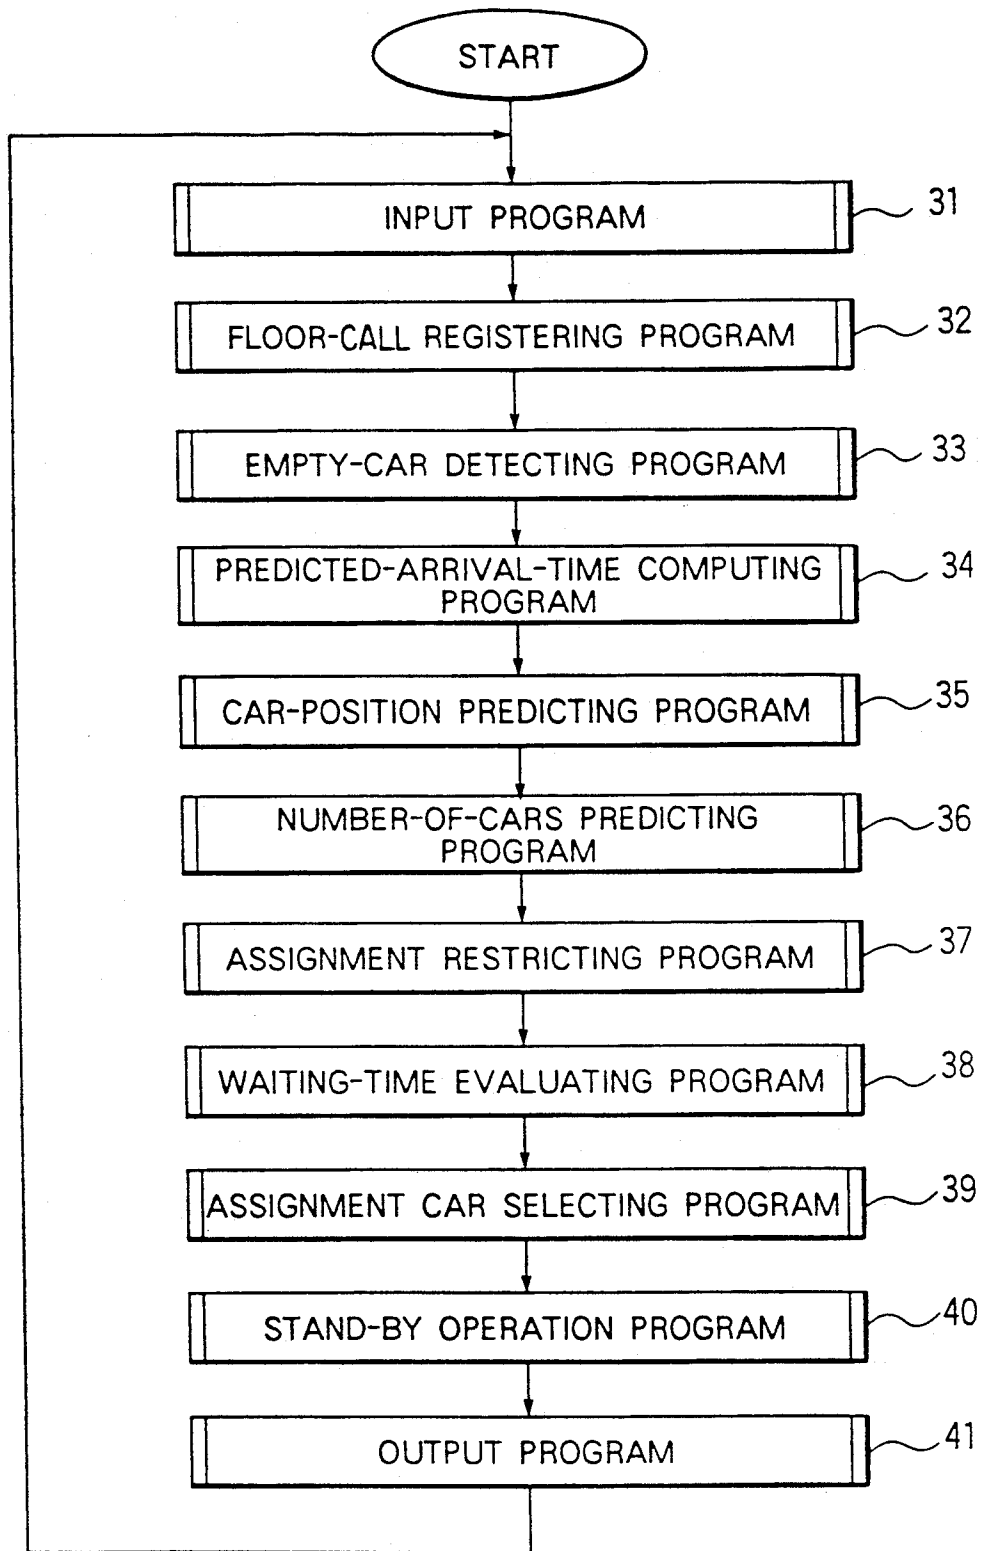 START
INPUT PROGRAM 31
FLOOR-CALL REGISTERING PROGRAM 32
EMPTY-CAR DETECTING PROGRAM 33
PREDICTED-ARRIVAL-TIME COMPUTING
PROGRAM 34
CAR-POSITION PREDICTING PROGRAM 35
NUMBER-OF-CARS PREDICTING
PROGRAM 36
ASSIGNMENT RESTRICTING PROGRAM 37
WAITING-TIME EVALUATING PROGRAM 38
ASSIGNMENT CAR SELECTING PROGRAM 39
STAND-BY OPERATION PROGRAM 40
OUTPUT PROGRAM 41